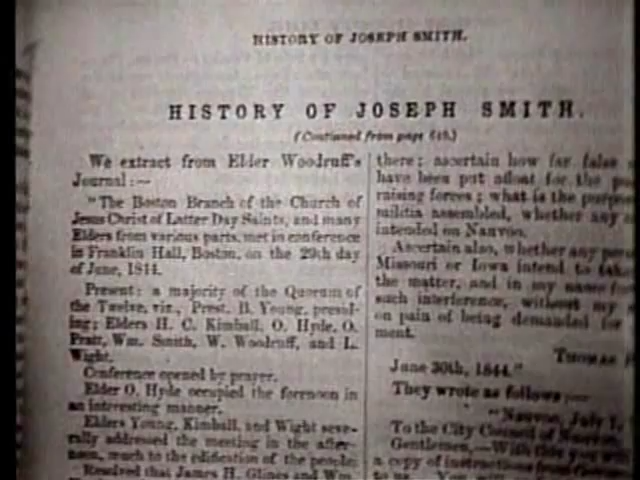 HISTORY OF JOSEPH SMITH.
HISTORY OF JOSEPH SMITH.
(Continued from page
We extract from Elder Woodruff's
Journal:—
"The Boston Branch of the Church of
Jesus Christ of Latter Day Saints, and many
Elders from various parts, met in conference
in Franklin Hall, Boston, on the 29th day
of June, 1844.
Present: a majority of the Quorum of
the Twelve, viz., Prest. B. Young, presid-
ing; Elders H. C. Kimball, O. Hyde, O.
Pratt, Wm. Smith, W. Woodruff, and L.
Wight.
Conference opened by prayer.
Elder O. Hyde occupied the forenoon in
an interesting manner.
Elders Young, Kimball, and Wight seve-
rally addressed the meeting in the after-
noon, much to the edification of the people.
Resolved that James H. Glines and Wm.
there; ascertain how far false
have been put afloat for the
raising forces; what is the purpose
militia assembled, whether any
intended on Nauvoo.
Ascertain also, whether any
Missouri or Iowa intend to take
the matter, and in my name
such interference, without my
on pain of being demanded for
ment.
Thomas
June 30th, 1844."
They wrote as follows:—
"Nauvoo, July 1,
To the City Council of Nauvoo,
Gentlemen,—With this you will
a copy of instructions from
to us. You will